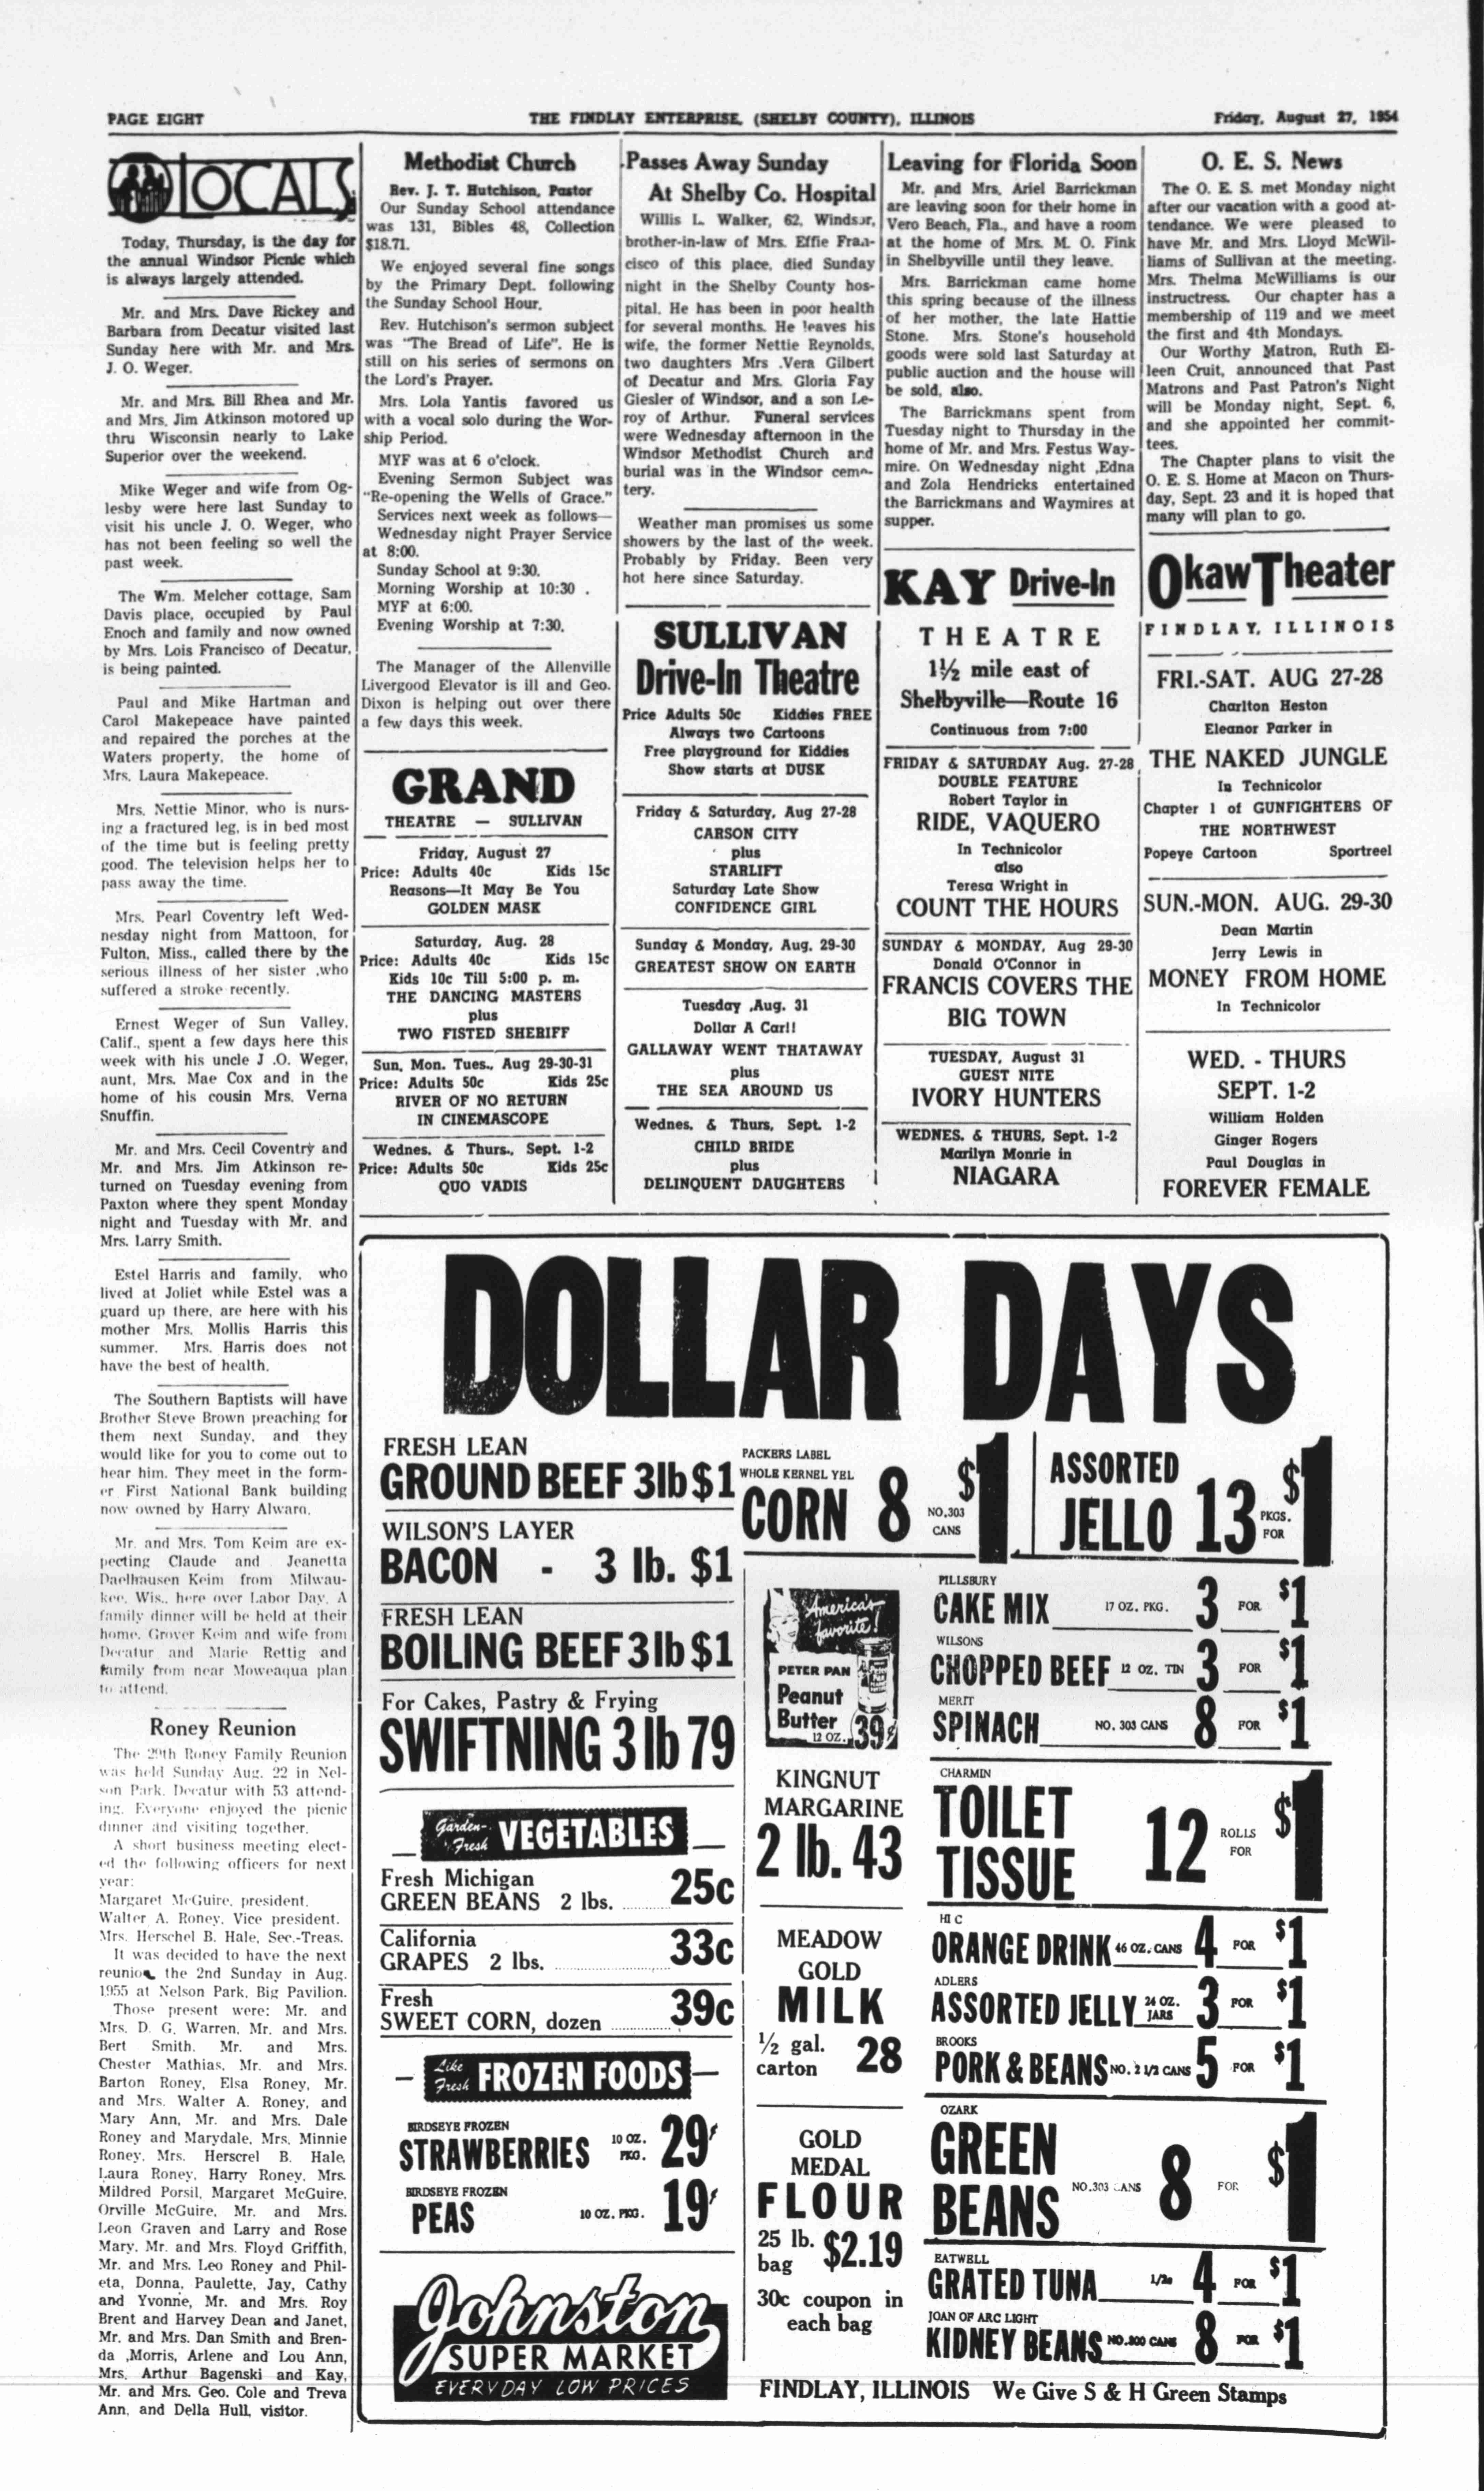 PAGE EIGHT
THE FINDLAY ENTERPRISE, (SHELBY COUNTY), ILLINOIS
Friday, August 27, 1954
LOCALS
Today, Thursday, is the day for
the annual Windsor Picnic which
is always largely attended.
Mr. and Mrs. Dave Rickey and
Barbara from Decatur visited last
Sunday here with Mr. and Mrs.
J. O. Weger.
Mr. and Mrs. Bill Rhea and Mr.
and Mrs. Jim Atkinson motored up
thru Wisconsin nearly to Lake
Superior over the weekend.
Mike Weger and wife from Og-
lesby were here last Sunday to
visit his uncle J. O. Weger, who
has not been feeling so well the
past week.
The Wm. Melcher cottage, Sam
Davis place, occupied by Paul
Enoch and family and now owned
by Mrs. Lois Francisco of Decatur,
is being painted.
Paul and Mike Hartman and
Carol Makepeace have painted
and repaired the porches at the
Waters property, the home of
Mrs. Laura Makepeace.
Mrs. Nettie Minor, who is nurs-
ing a fractured leg, is in bed most
of the time but is feeling pretty
good. The television helps her to
pass away the time.
Mrs. Pearl Coventry left Wed-
nesday night from Mattoon, for
Fulton, Miss., called there by the
serious illness of her sister ,who
suffered a stroke recently.
Ernest Weger of Sun Valley,
Calif., spent a few days here this
week with his uncle J .O. Weger,
aunt, Mrs. Mae Cox and in the
home of his cousin Mrs. Verna
Snuffin.
Mr. and Mrs. Cecil Coventry and
Mr. and Mrs. Jim Atkinson re-
turned on Tuesday evening from
Paxton where they spent Monday
night and Tuesday with Mr. and
Mrs. Larry Smith.
Estel Harris and family, who
lived at Joliet while Estel was a
guard up there, are here with his
mother Mrs. Mollis Harris this
summer. Mrs. Harris does not
have the best of health.
The Southern Baptists will have
Brother Steve Brown preaching for
them next Sunday, and they
would like for you to come out to
hear him. They meet in the form-
er First National Bank building
now owned by Harry Alward.
Mr. and Mrs. Tom Keim are ex-
pecting Claude and Jeanetta
Daelhausen Keim from Milwau-
kee, Wis., here over Labor Day. A
family dinner will be held at their
home. Grover Keim and wife from
Decatur and Marie Rettig and
family from near Moweaqua plan
to attend.
Roney Reunion
The 29th Roney Family Reunion
was held Sunday Aug. 22 in Nel-
son Park, Decatur with 53 attend-
ing. Everyone enjoyed the picnic
dinner and visiting together.
A short business meeting elect-
ed the following officers for next
year:
Margaret McGuire, president.
Walter A. Roney, Vice president.
Mrs. Herschel B. Hale, Sec.-Treas.
It was decided to have the next
reunion the 2nd Sunday in Aug.
1955 at Nelson Park, Big Pavilion.
Those present were: Mr. and
Mrs. D. G. Warren, Mr. and Mrs.
Bert Smith, Mr. and Mrs.
Chester Mathias, Mr. and Mrs.
Barton Roney, Elsa Roney, Mr.
and Mrs. Walter A. Roney, and
Mary Ann, Mr. and Mrs. Dale
Roney and Marydale, Mrs. Minnie
Roney, Mrs. Herscrel B. Hale,
Laura Roney, Harry Roney, Mrs.
Mildred Porsil, Margaret McGuire,
Orville McGuire, Mr. and Mrs.
Leon Graven and Larry and Rose
Mary, Mr. and Mrs. Floyd Griffith,
Mr. and Mrs. Leo Roney and Phil-
eta, Donna, Paulette, Jay, Cathy
and Yvonne, Mr. and Mrs. Roy
Brent and Harvey Dean and Janet,
Mr. and Mrs. Dan Smith and Bren-
da ,Morris, Arlene and Lou Ann,
Mrs. Arthur Bagenski and Kay,
Mr. and Mrs. Geo. Cole and Treva
Ann, and Della Hull, visitor.
Methodist Church
Rev. J. T. Hutchison, Pastor
Our Sunday School attendance
was 131, Bibles 48, Collection
$18.71.
We enjoyed several fine songs
by the Primary Dept. following
the Sunday School Hour.
Rev. Hutchison's sermon subject
was "The Bread of Life". He is
still on his series of sermons on
the Lord's Prayer.
Mrs. Lola Yantis favored us
with a vocal solo during the Wor-
ship Period.
MYF was at 6 o'clock.
Evening Sermon Subject was
"Re-opening the Wells of Grace."
Services next week as follows—
Wednesday night Prayer Service
at 8:00.
Sunday School at 9:30.
Morning Worship at 10:30 .
MYF at 6:00.
Evening Worship at 7:30.
The Manager of the Allenville
Livergood Elevator is ill and Geo.
Dixon is helping out over there
a few days this week.
GRAND
THEATRE — SULLIVAN
Friday, August 27
Price: Adults 40c Kids 15c
Reasons—It May Be You
GOLDEN MASK
Saturday, Aug. 28
Price: Adults 40c Kids 15c
Kids 10c Till 5:00 p. m.
THE DANCING MASTERS
plus
TWO FISTED SHERIFF
Sun, Mon. Tues., Aug 29-30-31
Price: Adults 50c Kids 25c
RIVER OF NO RETURN
IN CINEMASCOPE
Wednes. & Thurs., Sept. 1-2
Price: Adults 50c Kids 25c
QUO VADIS
Passes Away Sunday
At Shelby Co. Hospital
Willis L. Walker, 62, Windsor,
brother-in-law of Mrs. Effie Fran-
cisco of this place, died Sunday
night in the Shelby County hos-
pital. He has been in poor health
for several months. He leaves his
wife, the former Nettie Reynolds,
two daughters Mrs .Vera Gilbert
of Decatur and Mrs. Gloria Fay
Giesler of Windsor, and a son Le-
roy of Arthur. Funeral services
were Wednesday afternoon in the
Windsor Methodist Church and
burial was in the Windsor ceme-
tery.
Weather man promises us some
showers by the last of the week.
Probably by Friday. Been very
hot here since Saturday.
SULLIVAN
Drive-In Theatre
Price Adults 50c Kiddies FREE
Always two Cartoons
Free playground for Kiddies
Show starts at DUSK
Friday & Saturday, Aug 27-28
CARSON CITY
plus
STARLIFT
Saturday Late Show
CONFIDENCE GIRL
Sunday & Monday, Aug. 29-30
GREATEST SHOW ON EARTH
Tuesday ,Aug. 31
Dollar A Car!!
GALLAWAY WENT THATAWAY
plus
THE SEA AROUND US
Wednes. & Thurs, Sept. 1-2
CHILD BRIDE
plus
DELINQUENT DAUGHTERS
Leaving for Florida Soon
Mr. and Mrs. Ariel Barrickman
are leaving soon for their home in
Vero Beach, Fla., and have a room
at the home of Mrs. M. O. Fink
in Shelbyville until they leave.
Mrs. Barrickman came home
this spring because of the illness
of her mother, the late Hattie
Stone. Mrs. Stone's household
goods were sold last Saturday at
public auction and the house will
be sold, also.
The Barrickmans spent from
Tuesday night to Thursday in the
home of Mr. and Mrs. Festus Way-
mire. On Wednesday night ,Edna
and Zola Hendricks entertained
the Barrickmans and Waymires at
supper.
KAY Drive-In
THEATRE
1½ mile east of
Shelbyville—Route 16
Continuous from 7:00
FRIDAY & SATURDAY Aug. 27-28
DOUBLE FEATURE
Robert Taylor in
RIDE, VAQUERO
In Technicolor
also
Teresa Wright in
COUNT THE HOURS
SUNDAY & MONDAY, Aug 29-30
Donald O'Connor in
FRANCIS COVERS THE
BIG TOWN
TUESDAY, August 31
GUEST NITE
IVORY HUNTERS
WEDNES. & THURS, Sept. 1-2
Marilyn Monrie in
NIAGARA
O. E. S. News
The O. E. S. met Monday night
after our vacation with a good at-
tendance. We were pleased to
have Mr. and Mrs. Lloyd McWil-
liams of Sullivan at the meeting.
Mrs. Thelma McWilliams is our
instructress. Our chapter has a
membership of 119 and we meet
the first and 4th Mondays.
Our Worthy Matron, Ruth Ei-
leen Cruit, announced that Past
Matrons and Past Patron's Night
will be Monday night, Sept. 6,
and she appointed her commit-
tees.
The Chapter plans to visit the
O. E. S. Home at Macon on Thurs-
day, Sept. 23 and it is hoped that
many will plan to go.
Okaw Theater
FINDLAY, ILLINOIS
FRI.-SAT. AUG 27-28
Charlton Heston
Eleanor Parker in
THE NAKED JUNGLE
In Technicolor
Chapter 1 of GUNFIGHTERS OF
THE NORTHWEST
Popeye Cartoon Sportreel
SUN.-MON. AUG. 29-30
Dean Martin
Jerry Lewis in
MONEY FROM HOME
In Technicolor
WED. - THURS
SEPT. 1-2
William Holden
Ginger Rogers
Paul Douglas in
FOREVER FEMALE
DOLLAR DAYS
FRESH LEAN
GROUND BEEF 3lb $1
WILSON'S LAYER
BACON - 3 lb. $1
FRESH LEAN
BOILING BEEF 3lb $1
For Cakes, Pastry & Frying
SWIFTNING 3 lb 79
Garden-Fresh VEGETABLES
Fresh Michigan
GREEN BEANS 2 lbs. 25c
California
GRAPES 2 lbs. 33c
Fresh
SWEET CORN, dozen 39c
Like Fresh FROZEN FOODS
BIRDSEYE FROZEN
STRAWBERRIES 10 OZ. PKG. 29¢
BIRDSEYE FROZEN
PEAS 10 OZ. PKG. 19¢
Johnston
SUPER MARKET
EVERYDAY LOW PRICES
PACKERS LABEL
WHOLE KERNEL YEL
CORN 8 NO.303 CANS $1
ASSORTED
JELLO 13 PKGS. FOR $1
America's favorite!
PETER PAN
Peanut
Butter
12 OZ. 39¢
KINGNUT
MARGARINE
2 lb. 43
MEADOW
GOLD
MILK
½ gal.
carton 28
GOLD
MEDAL
FLOUR
25 lb.
bag $2.19
30c coupon in
each bag
PILLSBURY
CAKE MIX 17 OZ. PKG. 3 FOR $1
WILSONS
CHOPPED BEEF 12 OZ. TIN 3 FOR $1
MERIT
SPINACH NO. 303 CANS 8 FOR $1
CHARMIN
TOILET
TISSUE 12 ROLLS FOR $1
HI C
ORANGE DRINK 46 OZ. CANS 4 FOR $1
ADLERS
ASSORTED JELLY 24 OZ. JARS 3 FOR $1
BROOKS
PORK & BEANS NO. 2 1/2 CANS 5 FOR $1
OZARK
GREEN
BEANS NO.303 CANS 8 FOR $1
EATWELL
GRATED TUNA 1/2s 4 FOR $1
JOAN OF ARC LIGHT
KIDNEY BEANS NO.300 CANS 8 FOR $1
FINDLAY, ILLINOIS We Give S & H Green Stamps